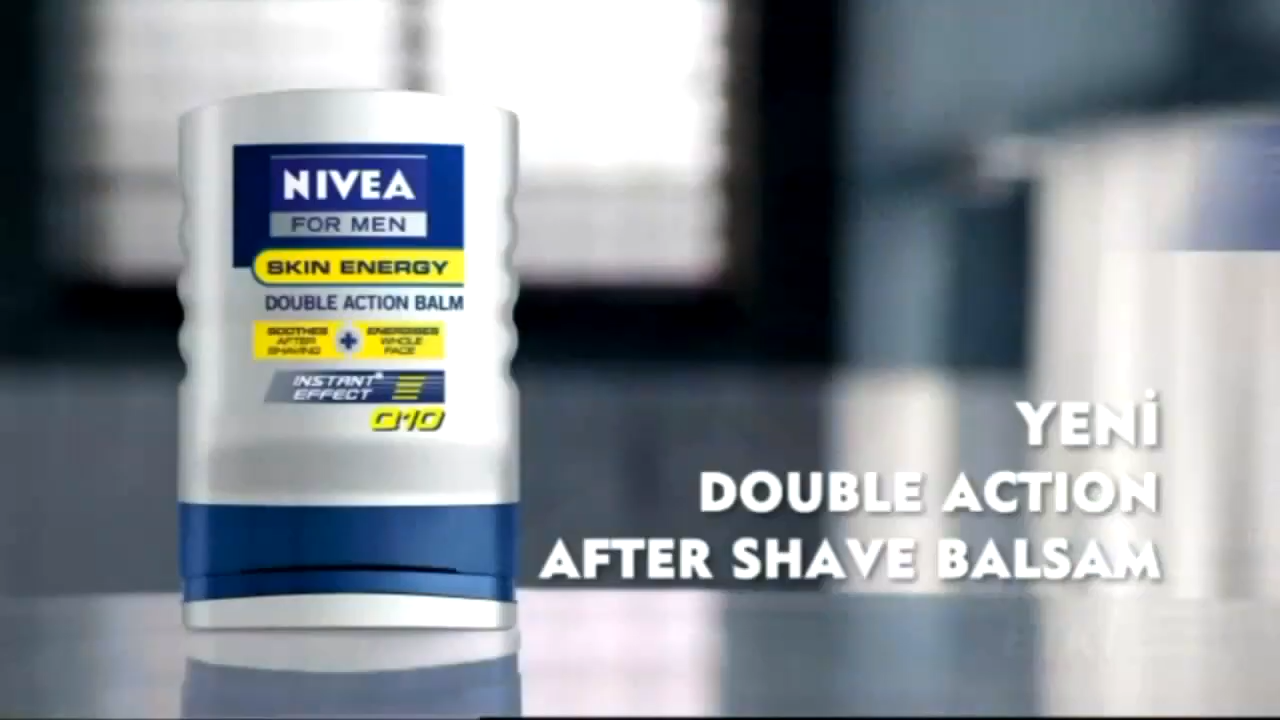 NIVEA
FOR MEN
SKIN ENERGY
DOUBLE ACTION BALM
SOOTHES
AFTER
SHAVING
+
ENERGISES
WHOLE
FACE
INSTANT
EFFECT
Q10
YENİ
DOUBLE ACTION
AFTER SHAVE BALSAM